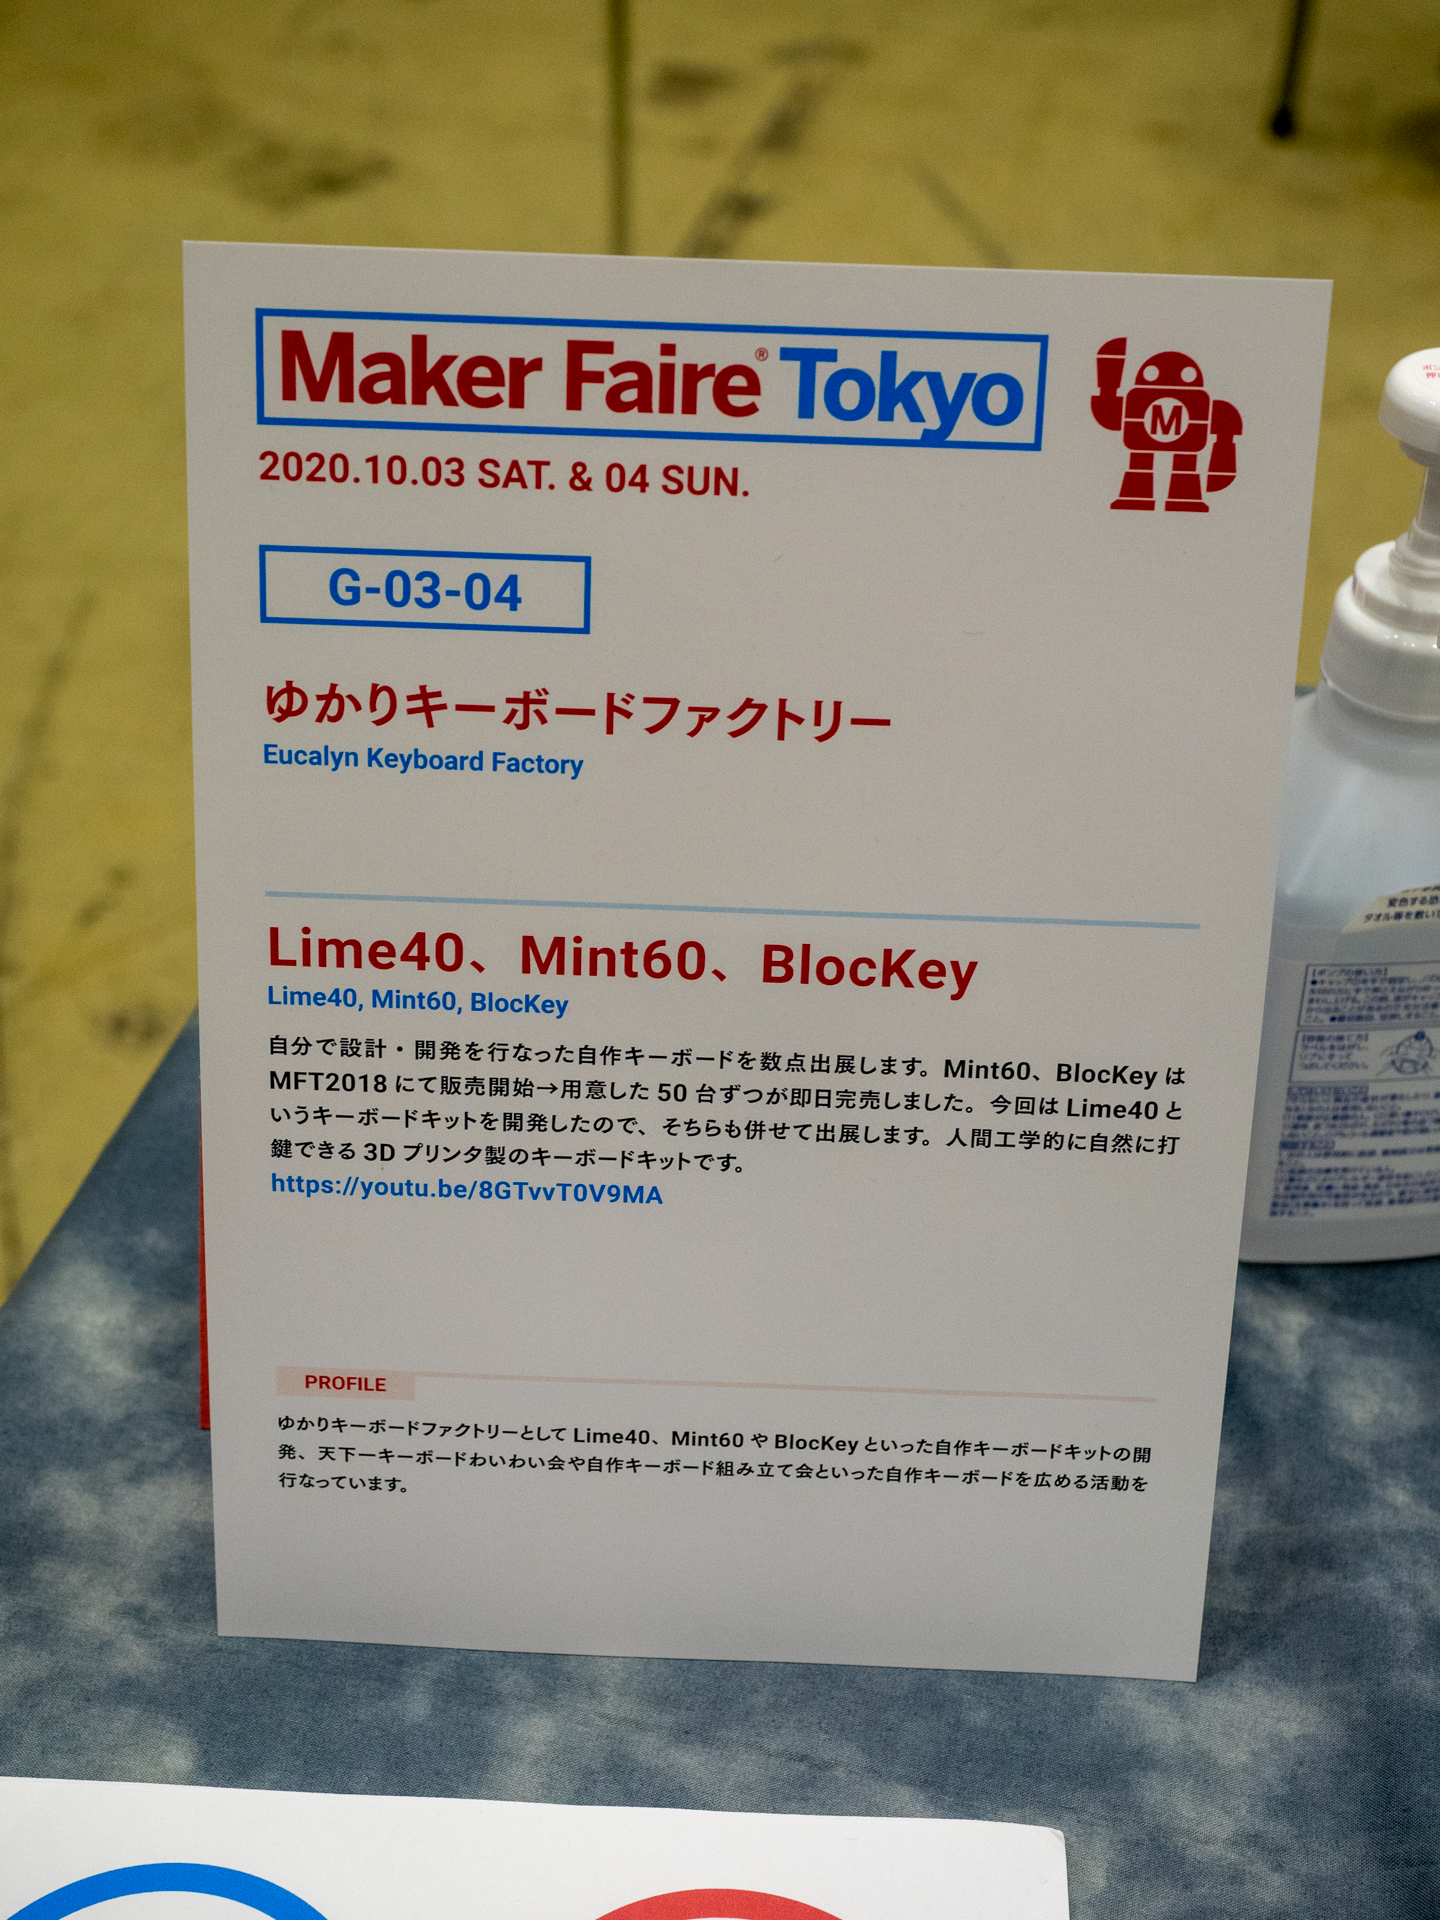 Maker Faire® Tokyo
2020.10.03 SAT. & 04 SUN.
M
G-03-04
ゆかりキーボードファクトリー
Eucalyn Keyboard Factory
Lime40、Mint60、BlocKey
Lime40, Mint60, BlocKey
自分で設計・開発を行なった自作キーボードを数点出展します。Mint60、BlocKey は
MFT2018 にて販売開始→用意した 50 台ずつが即日完売しました。今回は Lime40 と
いうキーボードキットを開発したので、そちらも併せて出展します。人間工学的に自然に打
鍵できる 3D プリンタ製のキーボードキットです。
https://youtu.be/8GTvvT0V9MA
PROFILE
ゆかりキーボードファクトリーとして Lime40、Mint60 や BlocKey といった自作キーボードキットの開
発、天下一キーボードわいわい会や自作キーボード組み立て会といった自作キーボードを広める活動を
行なっています。
変色する恐
タオル等を敷いて